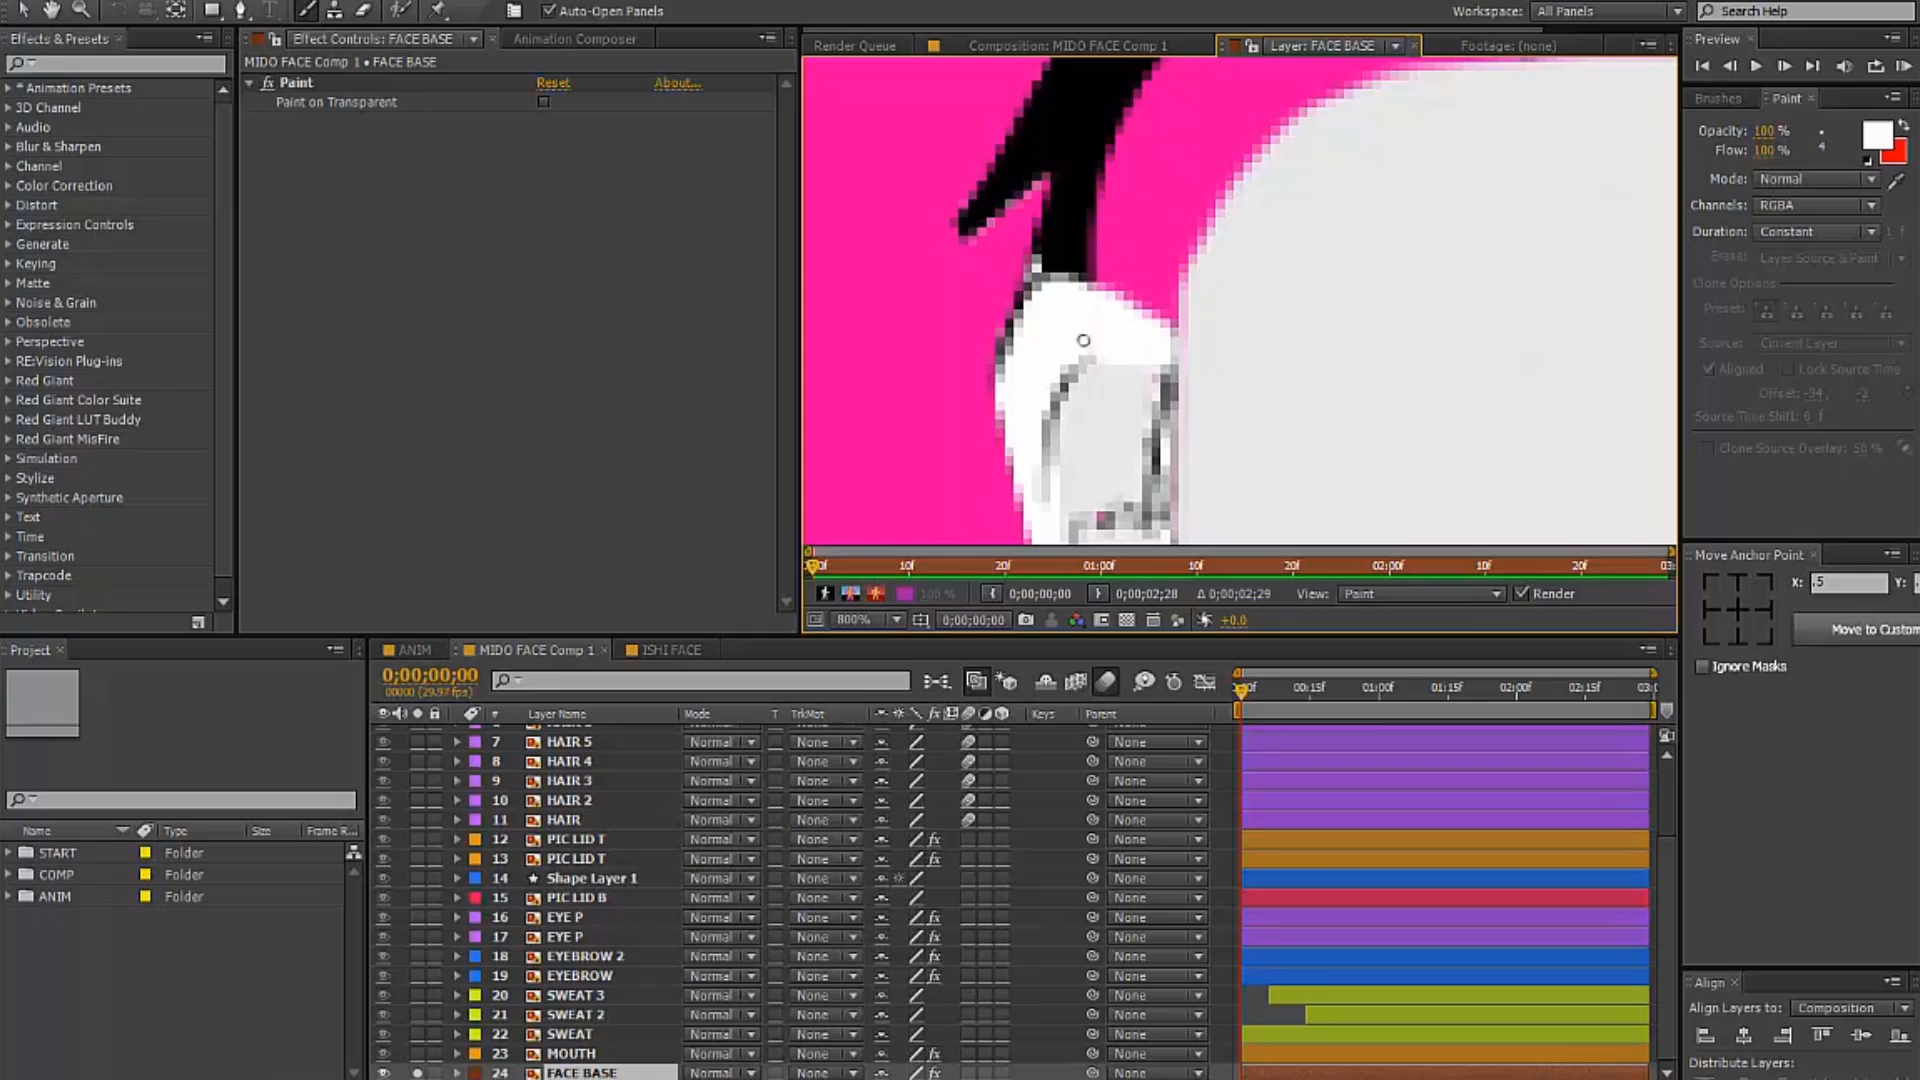 Auto-Open Panels
Workspace: All Panels
Search Help
Effects & Presets
Effect Controls: FACE BASE
Animation Composer
Render Queue
Composition: MIDO FACE Comp 1
Layer: FACE BASE
Footage: (none)
Preview
MIDO FACE Comp 1 • FACE BASE
fx Paint Reset About...
Paint on Transparent
* Animation Presets
3D Channel
Audio
Blur & Sharpen
Channel
Color Correction
Distort
Expression Controls
Generate
Keying
Matte
Noise & Grain
Obsolete
Perspective
RE:Vision Plug-ins
Red Giant
Red Giant Color Suite
Red Giant LUT Buddy
Red Giant MisFire
Simulation
Stylize
Synthetic Aperture
Text
Time
Transition
Trapcode
Utility
Brushes Paint
Opacity: 100 %
Flow: 100 %
4
Mode: Normal
Channels: RGBA
Duration: Constant 1 f
Erase: Layer Source & Paint
Clone Options
Preset:
Source: Current Layer
Aligned Lock Source Time
Offset: -94, -2
Source Time Shift: 0 f
Clone Source Overlay: 50 %
10f 20f 01:00f 10f 20f 02:00f 10f 20f 03:
100 % 0;00;00;00 0;00;02;28 Δ 0;00;02;29 View: Paint Render
800% 0;00;00;00 +0.0
Move Anchor Point
X: .5 Y:
Move to Custom
Ignore Masks
Project
Name Type Size Frame R...
START Folder
COMP Folder
ANIM Folder
ANIM MIDO FACE Comp 1 ISHI FACE
0;00;00;00
00000 (29.97 fps)
00:15f 01:00f 01:15f 02:00f 02:15f
# Layer Name Mode T TrkMat Keys Parent
7 HAIR 5 Normal None None
8 HAIR 4 Normal None None
9 HAIR 3 Normal None None
10 HAIR 2 Normal None None
11 HAIR Normal None None
12 PIC LID T Normal None fx None
13 PIC LID T Normal None fx None
14 Shape Layer 1 Normal None None
15 PIC LID B Normal None None
16 EYE P Normal None fx None
17 EYE P Normal None fx None
18 EYEBROW 2 Normal None fx None
19 EYEBROW Normal None fx None
20 SWEAT 3 Normal None None
21 SWEAT 2 Normal None None
22 SWEAT Normal None None
23 MOUTH Normal None fx None
24 FACE BASE Normal None fx None
Align
Align Layers to: Composition
Distribute Layers: